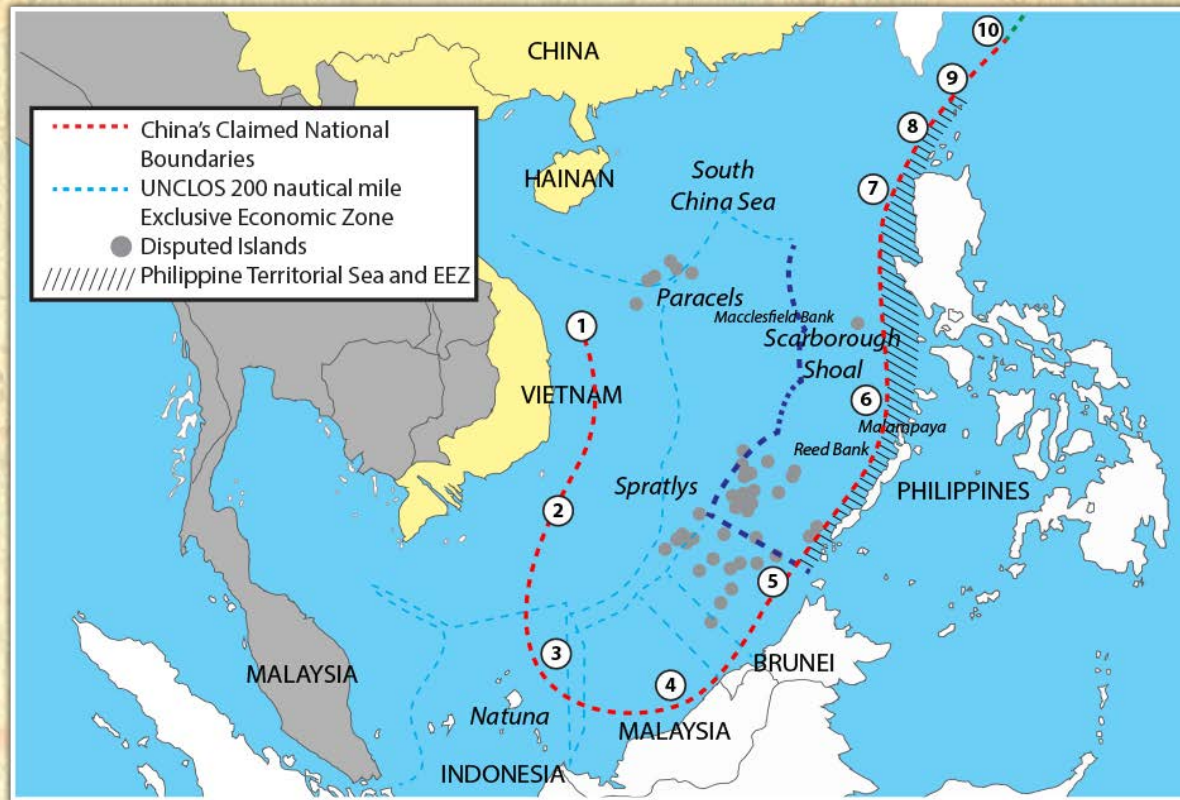 10
CHINA
9
China's Claimed National
Boundaries
UNCLOS 200 nautical mile
Exclusive Economic Zone
Disputed Islands
Philippine Territorial Sea and EEZ
8
HAINAN
South
China Sea
7
Paracels
Macclesfield Bank
1
Scarborough
Shoal
VIETNAM
6
Malampaya
Reed Bank
Spratlys
PHILIPPINES
2
5
3
BRUNEI
MALAYSIA
4
Natuna
MALAYSIA
INDONESIA